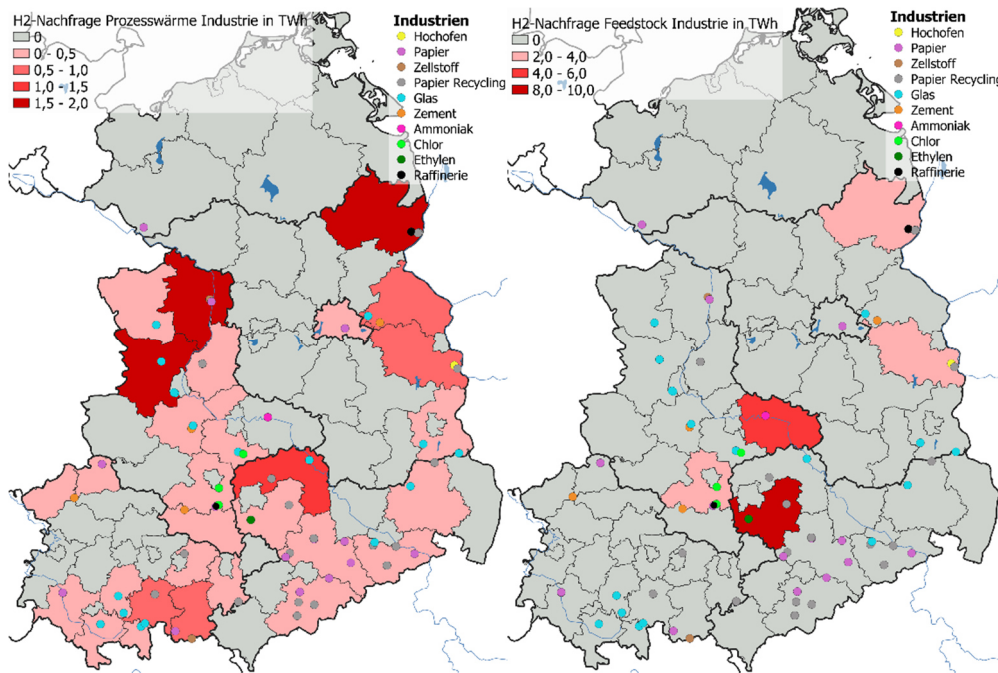 H2-Nachfrage Prozesswärme Industrie in TWh
0
0 - 0,5
0,5 - 1,0
1,0 - 1,5
1,5 - 2,0
Industrien
Hochofen
Papier
Zellstoff
Papier Recycling
Glas
Zement
Ammoniak
Chlor
Ethylen
Raffinerie
H2-Nachfrage Feedstock Industrie in TWh
0
2,0 - 4,0
4,0 - 6,0
8,0 - 10,0
Industrien
Hochofen
Papier
Zellstoff
Papier Recycling
Glas
Zement
Ammoniak
Chlor
Ethylen
Raffinerie